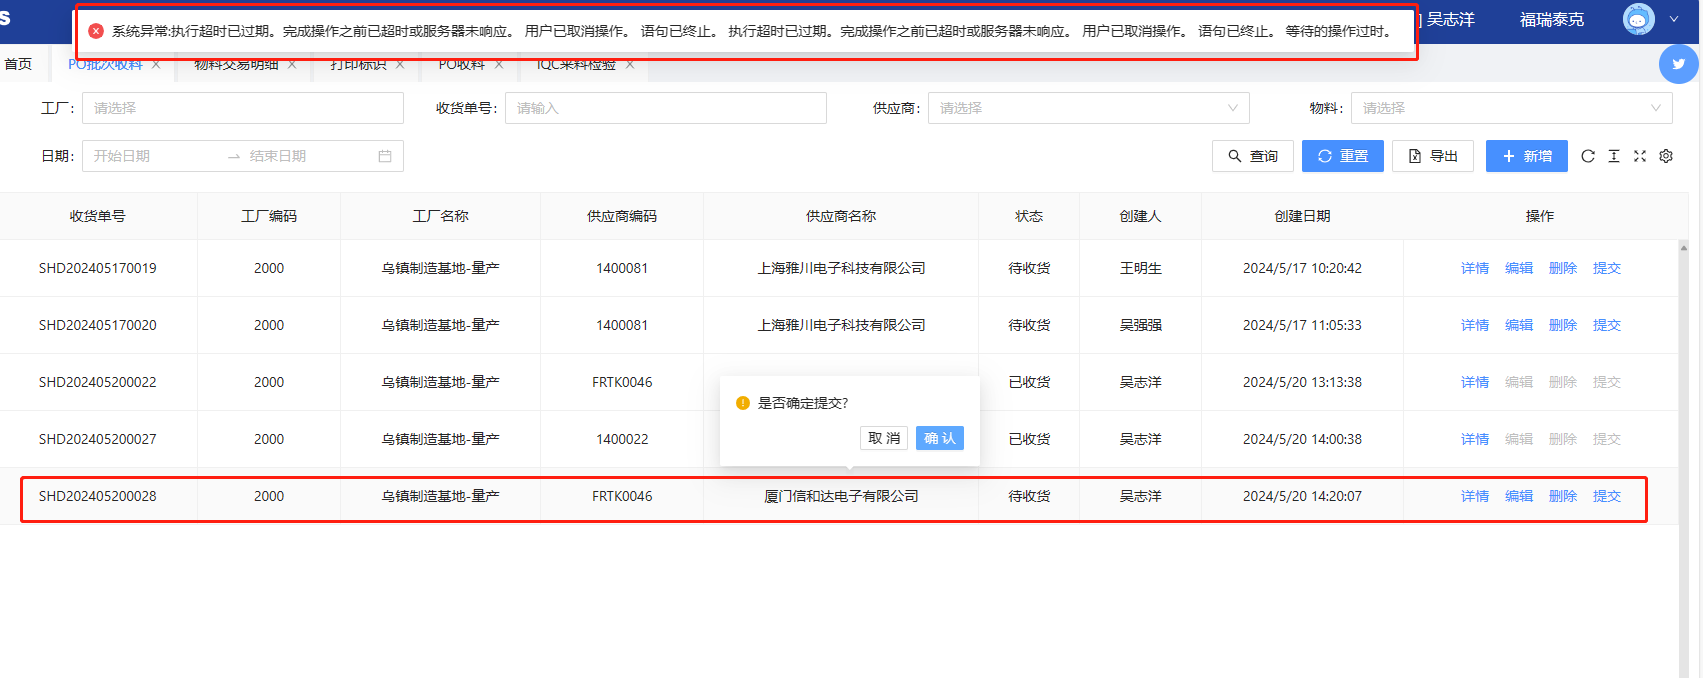 s
系统异常:执行超时已过期。完成操作之前已超时或服务器未响应。 用户已取消操作。 语句已终止。 执行超时已过期。完成操作之前已超时或服务器未响应。 用户已取消操作。 语句已终止。 等待的操作过时。
吴志洋 福瑞泰克
首页 PO批次收料 物料交易明细 打印标识 PO收料 IQC来料检验
工厂: 请选择 收货单号: 请输入 供应商: 请选择 物料: 请选择
日期: 开始日期 → 结束日期 查询 重置 导出 + 新增
收货单号 工厂编码 工厂名称 供应商编码 供应商名称 状态 创建人 创建日期 操作
SHD202405170019 2000 乌镇制造基地-量产 1400081 上海雅川电子科技有限公司 待收货 王明生 2024/5/17 10:20:42 详情 编辑 删除 提交
SHD202405170020 2000 乌镇制造基地-量产 1400081 上海雅川电子科技有限公司 待收货 吴强强 2024/5/17 11:05:33 详情 编辑 删除 提交
SHD202405200022 2000 乌镇制造基地-量产 FRTK0046 已收货 吴志洋 2024/5/20 13:13:38 详情 编辑 删除 提交
是否确定提交?
取 消 确 认
SHD202405200027 2000 乌镇制造基地-量产 1400022 已收货 吴志洋 2024/5/20 14:00:38 详情 编辑 删除 提交
SHD202405200028 2000 乌镇制造基地-量产 FRTK0046 厦门信和达电子有限公司 待收货 吴志洋 2024/5/20 14:20:07 详情 编辑 删除 提交